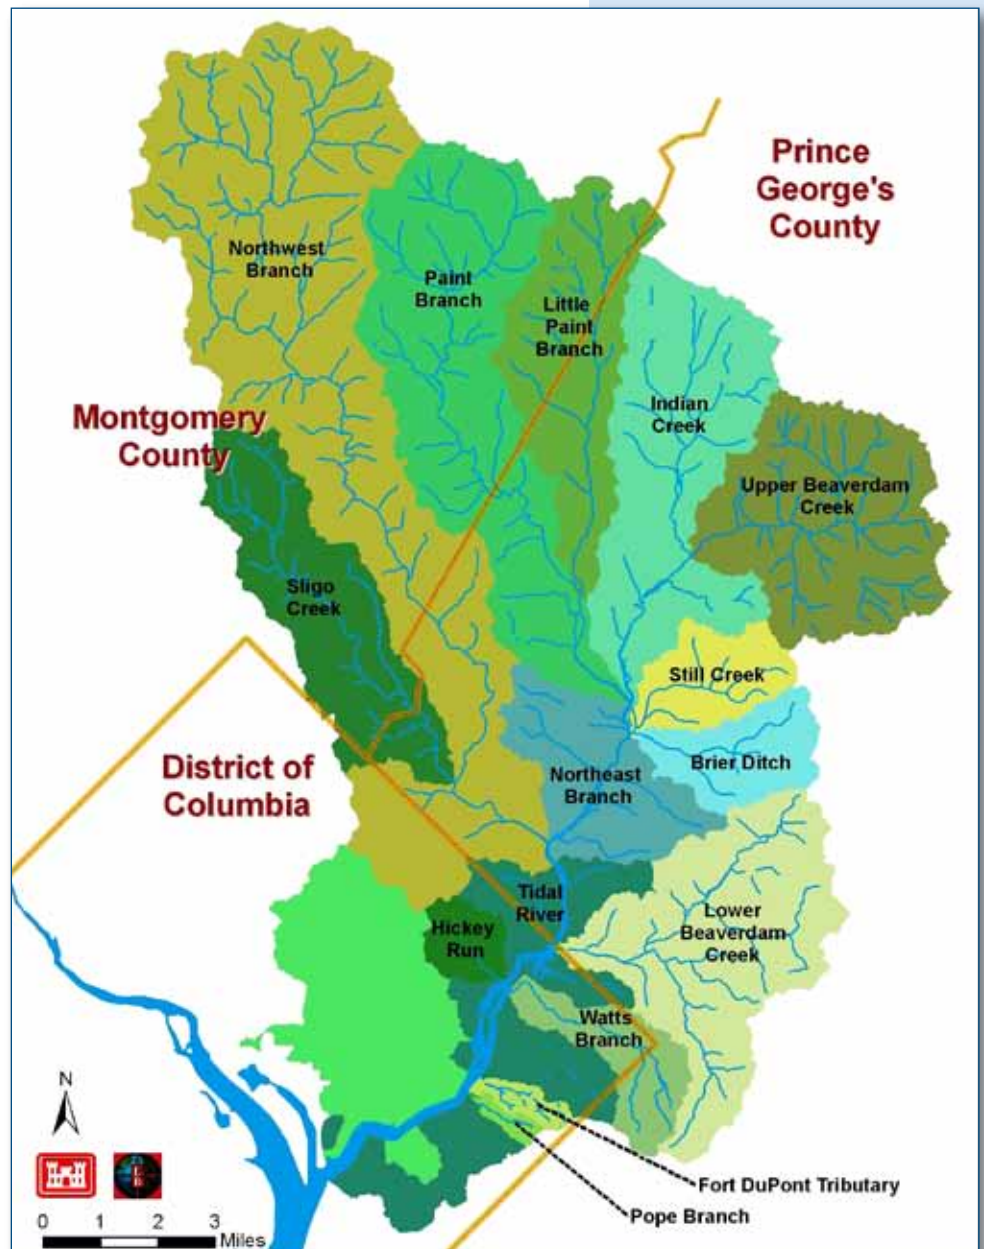 Prince
George's
County
Northwest
Branch
Paint
Branch
Little
Paint
Branch
Indian
Creek
Montgomery
County
Upper Beaverdam
Creek
Sligo
Creek
Still Creek
District of
Columbia
Brier Ditch
Northeast
Branch
Tidal
River
Lower
Beaverdam
Creek
Hickey
Run
Watts
Branch
N
Fort DuPont Tributary
Pope Branch
0 1 2 3
Miles